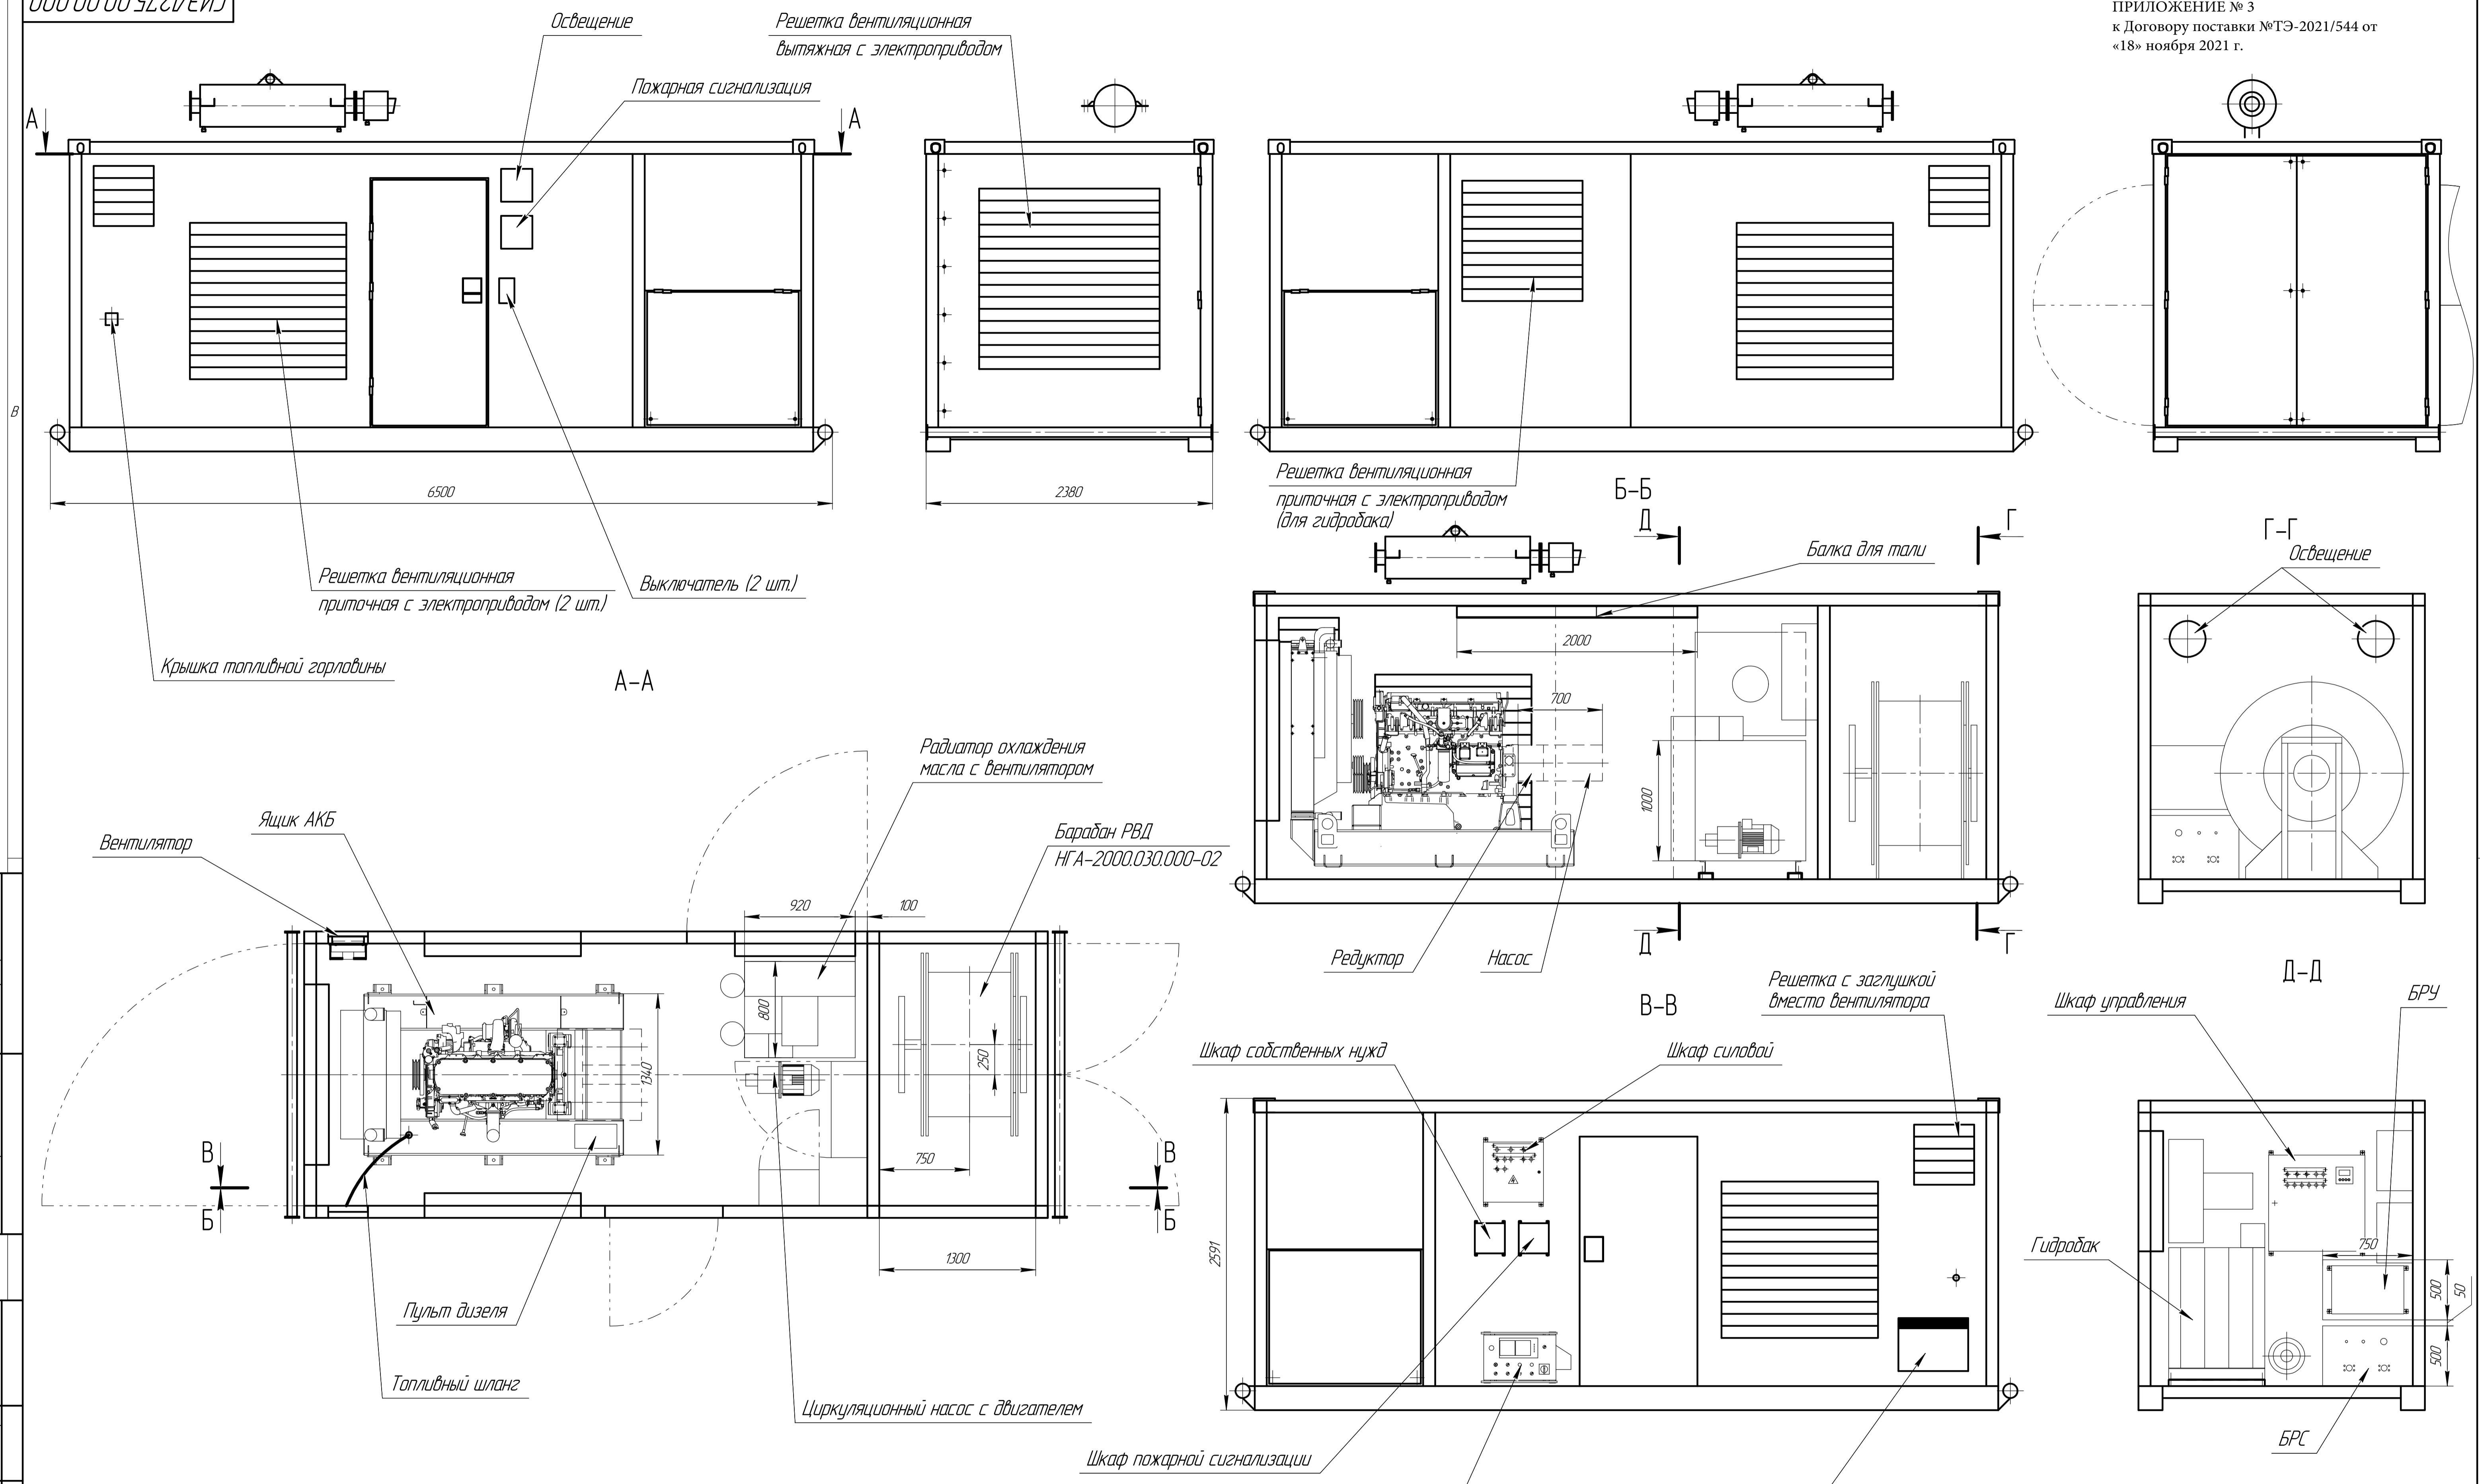 ПРИЛОЖЕНИЕ № 3
к Договору поставки №ТЭ-2021/544 от
«18» ноября 2021 г.
Освещение
Решетка вентиляционная
вытяжная с электроприводом
Пожарная сигнализация
А
А
В
6500
2380
Решетка вентиляционная
приточная с электроприводом (2 шт.)
Выключатель (2 шт.)
Крышка топливной горловины
Решетка вентиляционная
приточная с электроприводом
(для гидробака)
Б-Б
Д
Г
Балка для тали
2000
700
1000
Редуктор
Насос
Д
Г
Г-Г
Освещение
А-А
Радиатор охлаждения
масла с вентилятором
Ящик АКБ
Вентилятор
Барабан РВД
НГА-2000.030.000-02
920
100
800
1340
250
750
1300
В
Б
В
Б
Пульт дизеля
Топливный шланг
Циркуляционный насос с двигателем
В-В
Решетка с заглушкой
вместо вентилятора
Шкаф собственных нужд
Шкаф силовой
2591
Шкаф пожарной сигнализации
Д-Д
Шкаф управления
БРУ
Гидробак
750
500
50
500
БРС